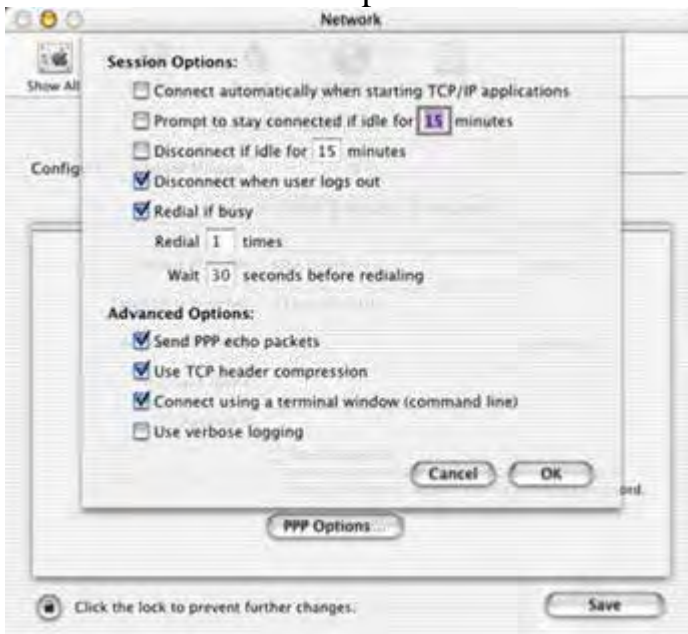 Network
Show All
Session Options:
Connect automatically when starting TCP/IP applications
Prompt to stay connected if idle for 15 minutes
Disconnect if idle for 15 minutes
Config
Disconnect when user logs out
Redial if busy
Redial 1 times
Wait 30 seconds before redialing
Advanced Options:
Send PPP echo packets
Use TCP header compression
Connect using a terminal window (command line)
Use verbose logging
Cancel OK
ord.
PPP Options...
Click the lock to prevent further changes. Save